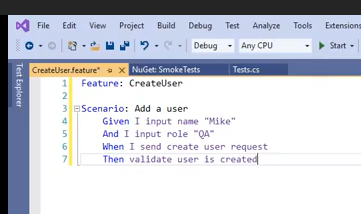 File Edit View Git Project Build Debug Test Analyze Tools Extensions
Debug Any CPU Start
Test Explorer
CreateUser.feature* NuGet: SmokeTests Tests.cs
1 Feature: CreateUser
2
3 Scenario: Add a user
4 Given I input name "Mike"
5 And I input role "QA"
6 When I send create user request
7 Then validate user is created